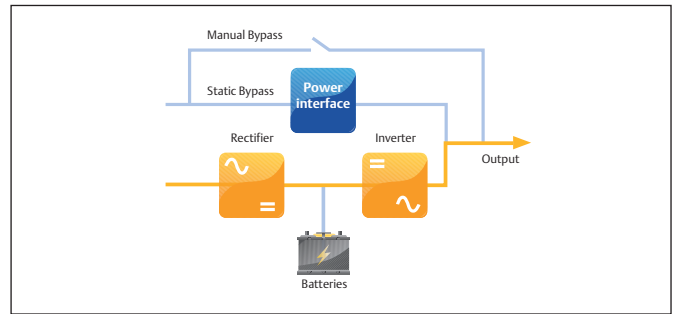 Manual Bypass
Static Bypass
Power
interface
Rectifier
Inverter
Output
Batteries